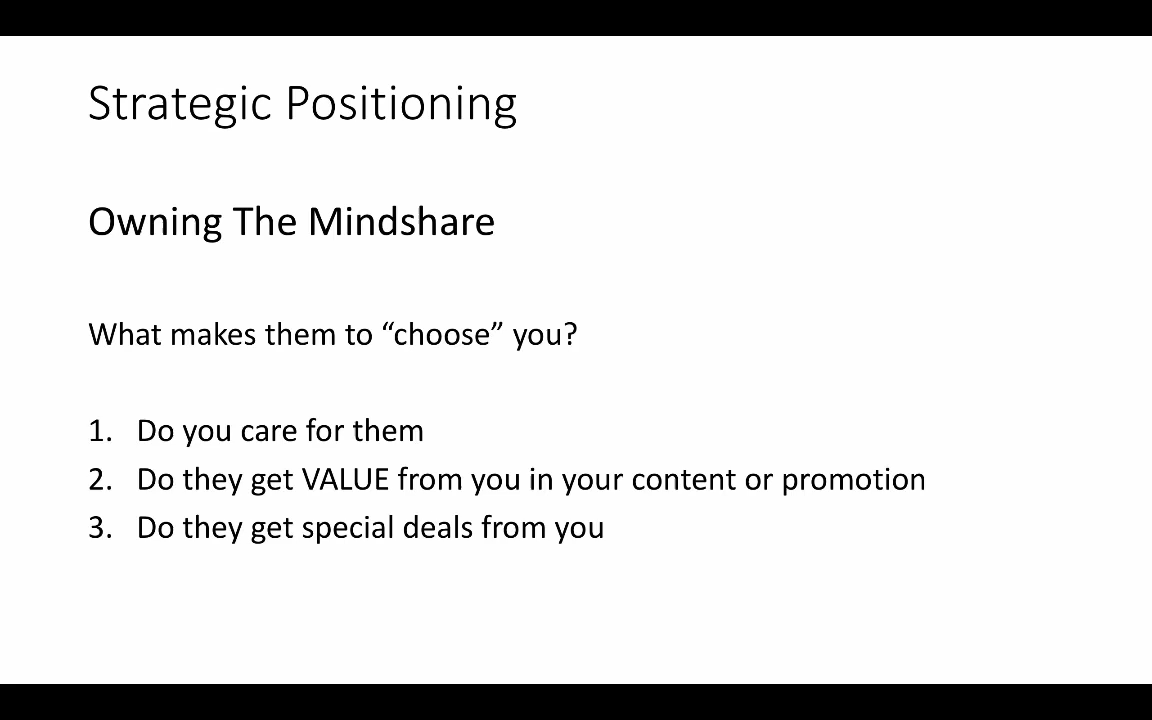 Strategic Positioning
Owning The Mindshare
What makes them to “choose” you?
1. Do you care for them
2. Do they get VALUE from you in your content or promotion
3. Do they get special deals from you